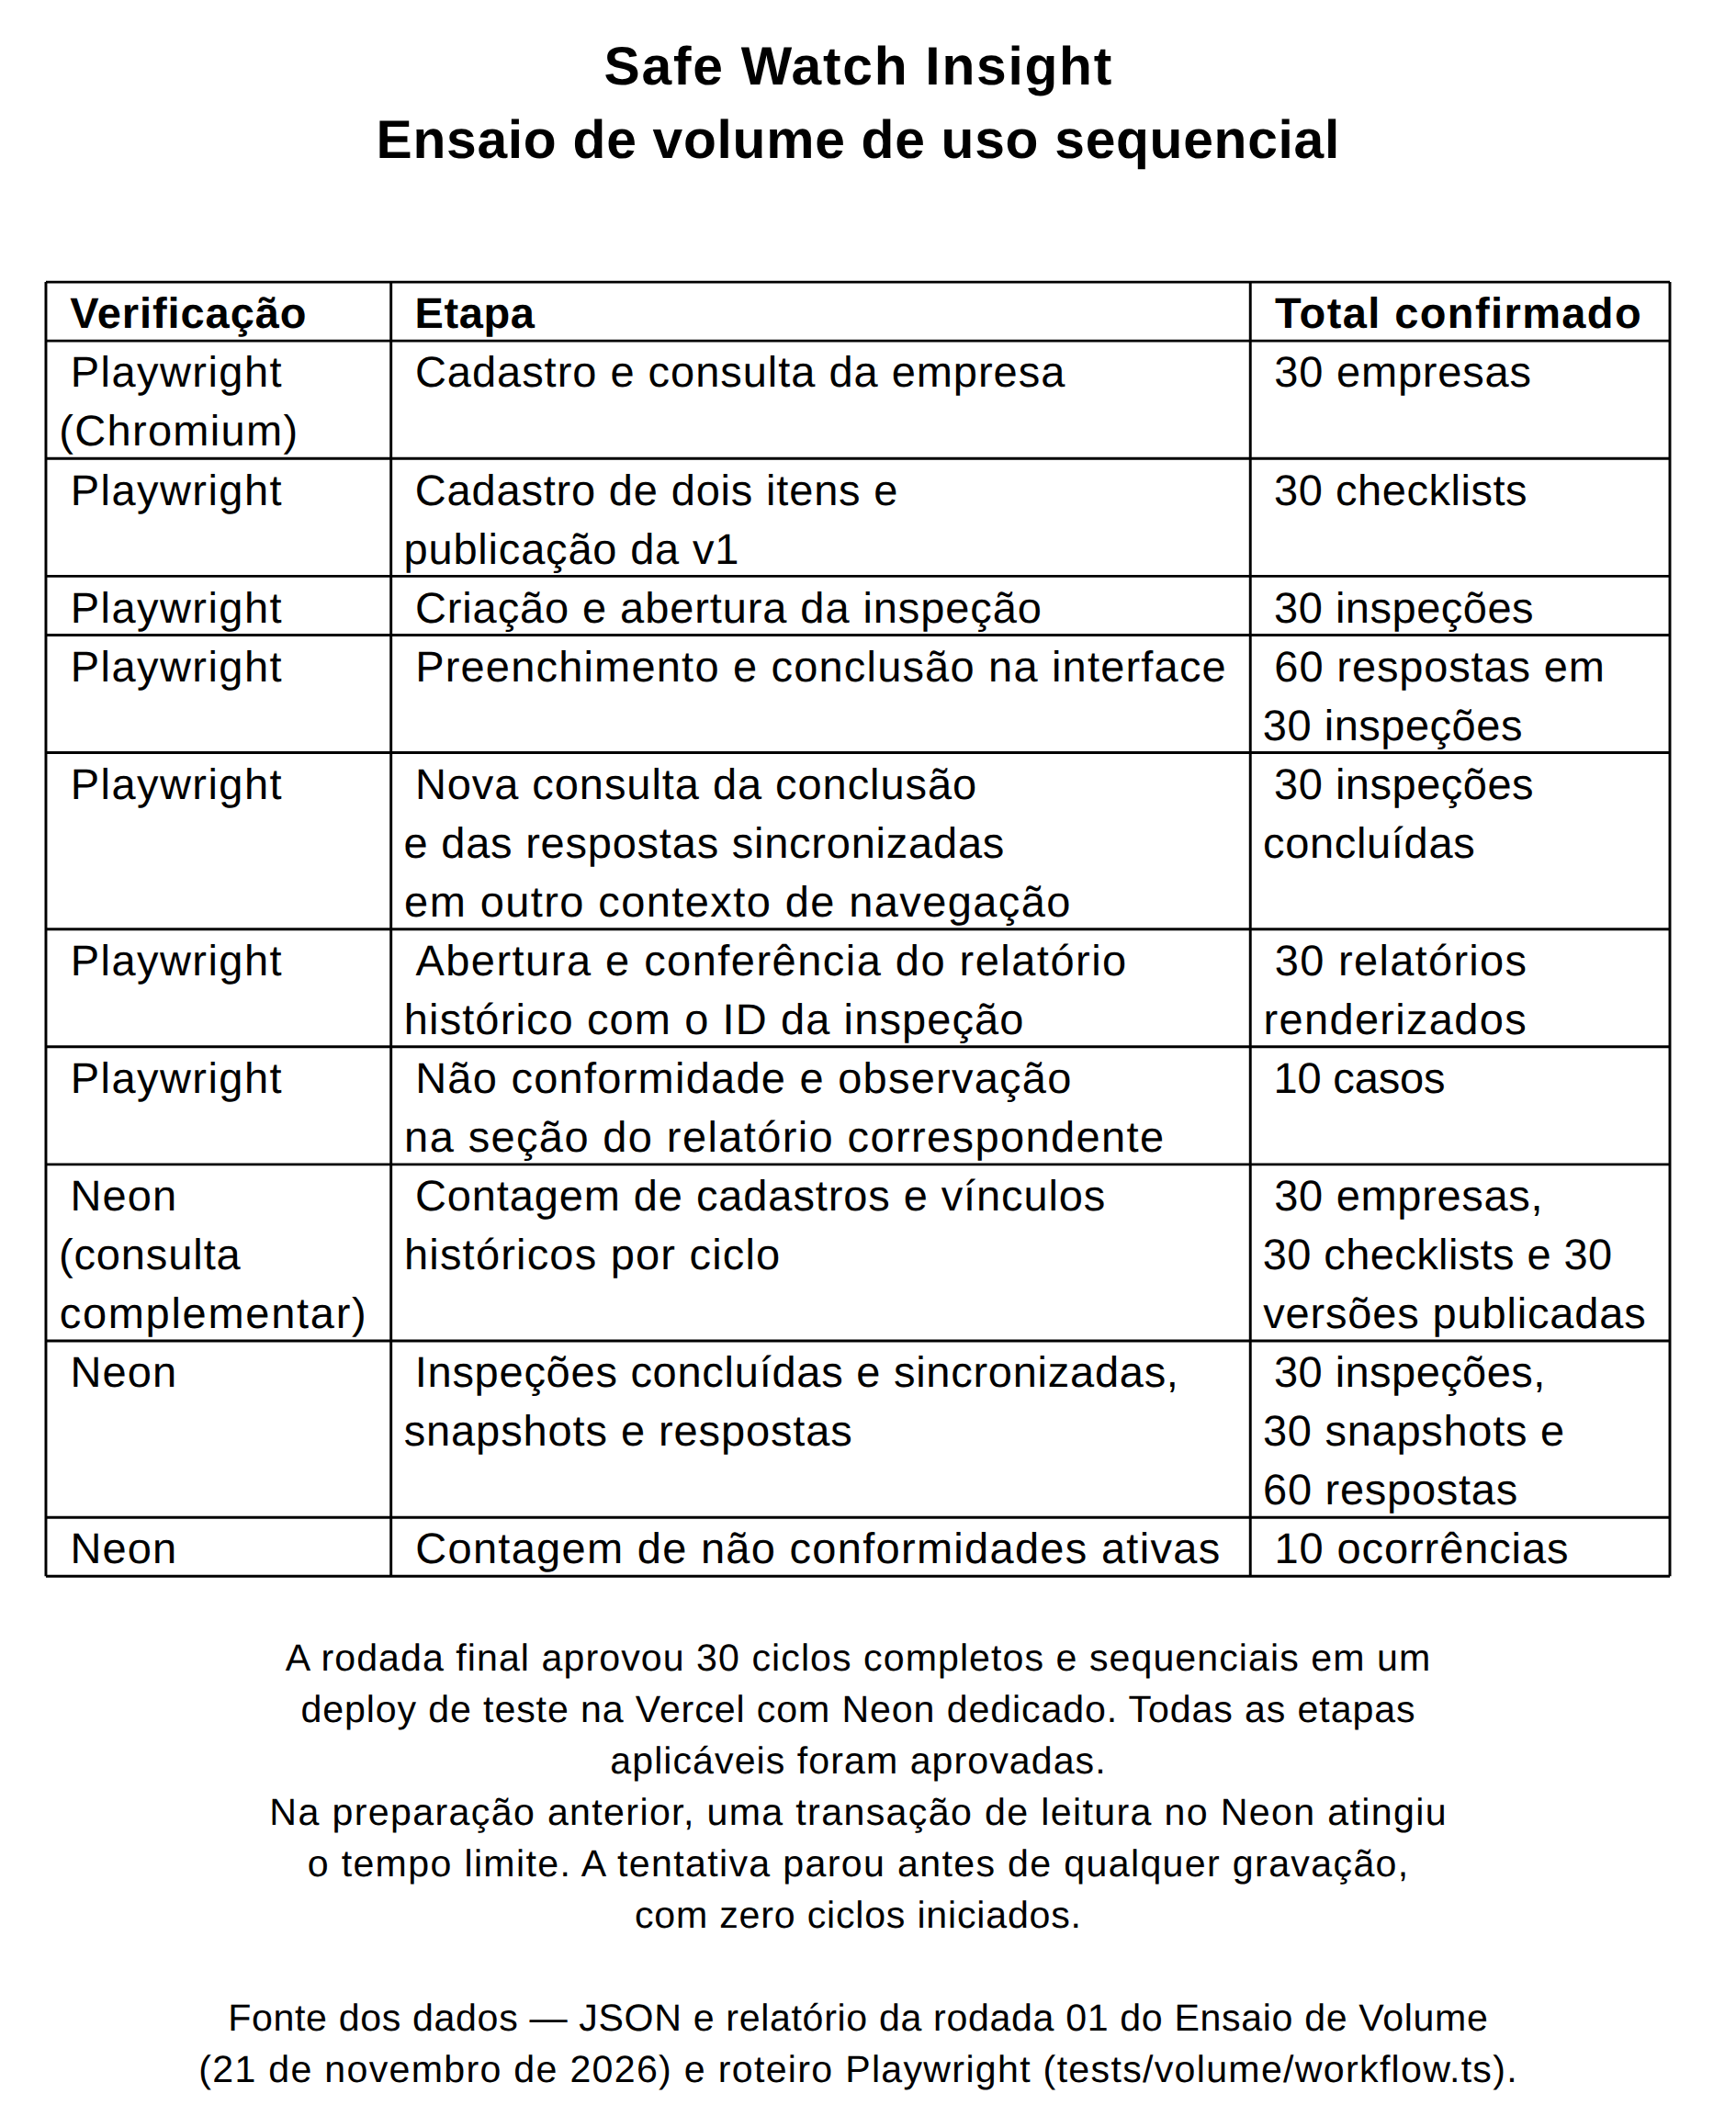 Safe Watch Insight
Ensaio de volume de uso sequencial
Verificação Etapa Total confirmado
Playwright Cadastro e consulta da empresa 30 empresas
(Chromium)
Playwright Cadastro de dois itens e 30 checklists
publicação da v1
Playwright Criação e abertura da inspeção 30 inspeções
Playwright Preenchimento e conclusão na interface 60 respostas em
30 inspeções
Playwright Nova consulta da conclusão 30 inspeções
e das respostas sincronizadas concluídas
em outro contexto de navegação
Playwright Abertura e conferência do relatório 30 relatórios
histórico com o ID da inspeção renderizados
Playwright Não conformidade e observação 10 casos
na seção do relatório correspondente
Neon Contagem de cadastros e vínculos 30 empresas,
(consulta históricos por ciclo 30 checklists e 30
complementar) versões publicadas
Neon Inspeções concluídas e sincronizadas, 30 inspeções,
snapshots e respostas 30 snapshots e
60 respostas
Neon Contagem de não conformidades ativas 10 ocorrências
A rodada final aprovou 30 ciclos completos e sequenciais em um
deploy de teste na Vercel com Neon dedicado. Todas as etapas
aplicáveis foram aprovadas.
Na preparação anterior, uma transação de leitura no Neon atingiu
o tempo limite. A tentativa parou antes de qualquer gravação,
com zero ciclos iniciados.
Fonte dos dados — JSON e relatório da rodada 01 do Ensaio de Volume
(21 de novembro de 2026) e roteiro Playwright (tests/volume/workflow.ts).